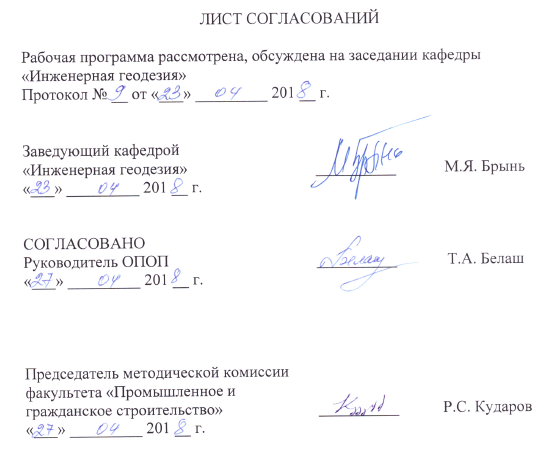 ЛИСТ СОГЛАСОВАНИЙ
Рабочая программа рассмотрена, обсуждена на заседании кафедры
«Инженерная геодезия»
Протокол № 9 от «23» 04 2018 г.
Заведующий кафедрой
«Инженерная геодезия» М.Я. Брынь
«23» 04 2018 г.
СОГЛАСОВАНО
Руководитель ОПОП Т.А. Белаш
«27» 04 2018 г.
Председатель методической комиссии
факультета «Промышленное и
гражданское строительство» Р.С. Кударов
«27» 04 2018 г.